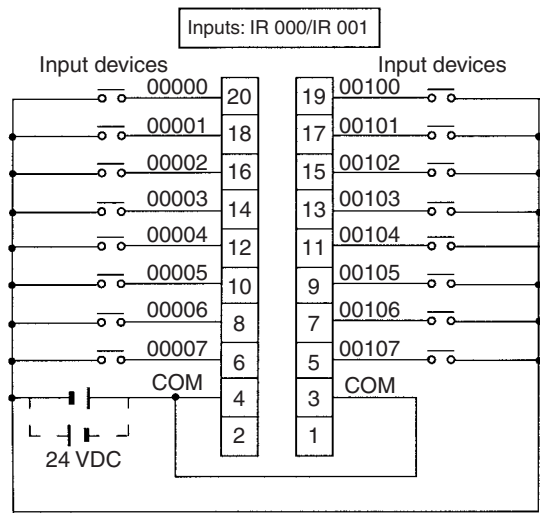 Inputs: IR 000/IR 001
Input devices Input devices
00000 20 19 00100
00001 18 17 00101
00002 16 15 00102
00003 14 13 00103
00004 12 11 00104
00005 10 9 00105
00006 8 7 00106
00007 6 5 00107
COM 4 3 COM
2 1
24 VDC